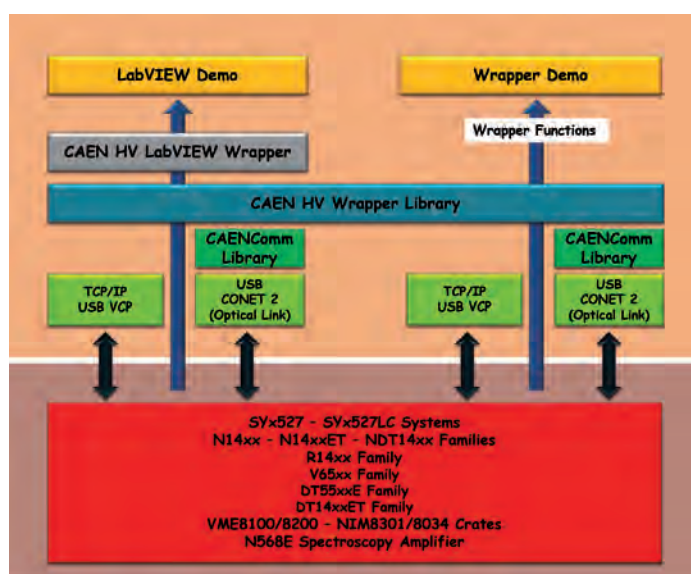 LabVIEW Demo
Wrapper Demo
Wrapper Functions
CAEN HV LabVIEW Wrapper
CAEN HV Wrapper Library
CAENComm
Library
CAENComm
Library
TCP/IP
USB VCP
USB
CONET 2
(Optical Link)
TCP/IP
USB VCP
USB
CONET 2
(Optical Link)
SYx527 - SYx527LC Systems
N14xx - N14xxET - NDT14xx Families
R14xx Family
V65xx Family
DT55xxE Family
DT14xxET Family
VME8100/8200 - NIM8301/8034 Crates
N568E Spectroscopy Amplifier